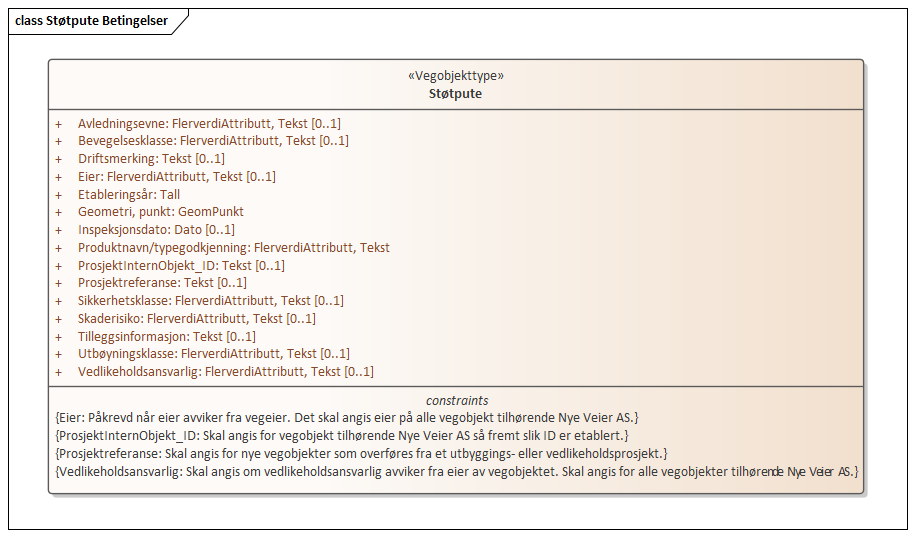 class Støtpute Betingelser
«Vegobjekttype»
Støtpute
+ Avledningsevne: FlerverdiAttributt, Tekst [0..1]
+ Bevegelsesklasse: FlerverdiAttributt, Tekst [0..1]
+ Driftsmerking: Tekst [0..1]
+ Eier: FlerverdiAttributt, Tekst [0..1]
+ Etableringsår: Tall
+ Geometri, punkt: GeomPunkt
+ Inspeksjonsdato: Dato [0..1]
+ Produktnavn/typegodkjenning: FlerverdiAttributt, Tekst
+ ProsjektInternObjekt_ID: Tekst [0..1]
+ Prosjektreferanse: Tekst [0..1]
+ Sikkerhetsklasse: FlerverdiAttributt, Tekst [0..1]
+ Skaderisiko: FlerverdiAttributt, Tekst [0..1]
+ Tilleggsinformasjon: Tekst [0..1]
+ Utbøyningsklasse: FlerverdiAttributt, Tekst [0..1]
+ Vedlikeholdsansvarlig: FlerverdiAttributt, Tekst [0..1]
constraints
{Eier: Påkrevd når eier avviker fra vegeier. Det skal angis eier på alle vegobjekt tilhørende Nye Veier AS.}
{ProsjektInternObjekt_ID: Skal angis for vegobjekt tilhørende Nye Veier AS så fremt slik ID er etablert.}
{Prosjektreferanse: Skal angis for nye vegobjekter som overføres fra et utbyggings- eller vedlikeholdsprosjekt.}
{Vedlikeholdsansvarlig: Skal angis om vedlikeholdsansvarlig avviker fra eier av vegobjektet. Skal angis for alle vegobjekter tilhørende Nye Veier AS.}